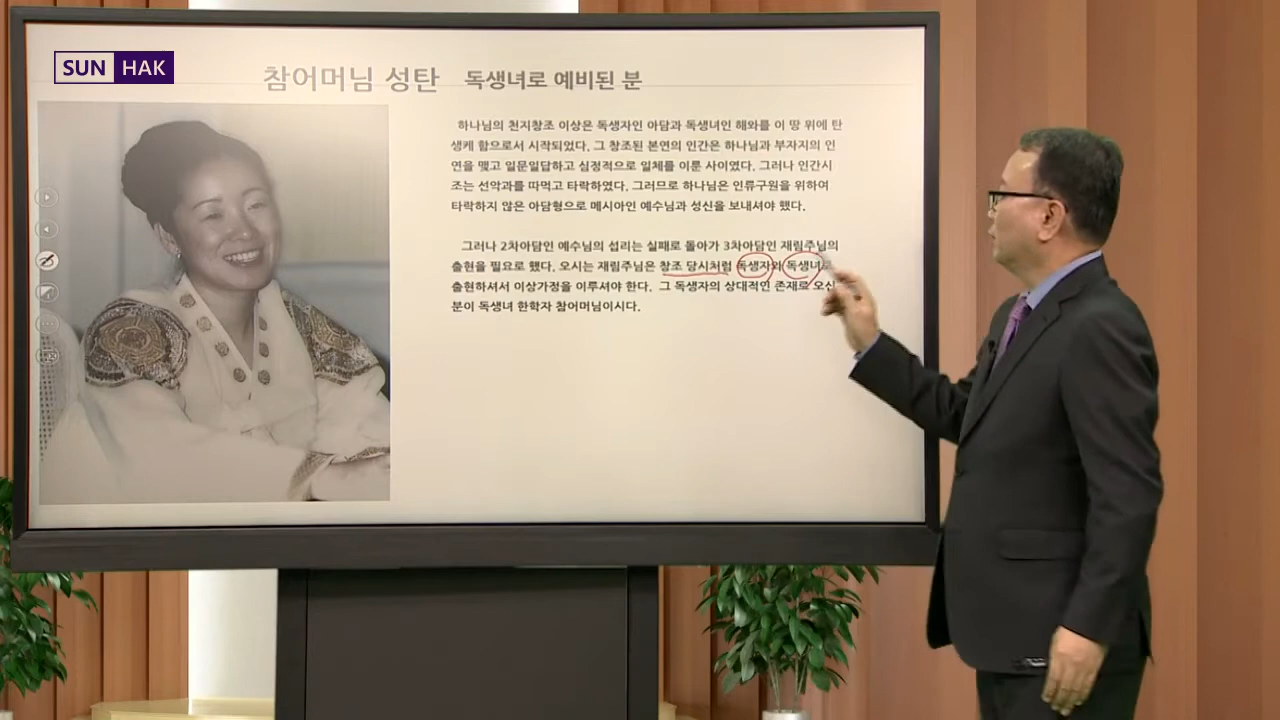 SUN HAK
참어머님 성탄 독생녀로 예비된 분
하나님의 천지창조 이상은 독생자인 아담과 독생녀인 해와를 이 땅 위에 탄
생케 함으로서 시작되었다. 그 창조된 본연의 인간은 하나님과 부자지의 인
연을 맺고 일문일답하고 심정적으로 일체를 이룬 사이였다. 그러나 인간시
조는 선악과를 따먹고 타락하였다. 그러므로 하나님은 인류구원을 위하여
타락하지 않은 아담형으로 메시아인 예수님과 성신을 보내셔야 했다.
그러나 2차아담인 예수님의 섭리는 실패로 돌아가 3차아담인 재림주님의
출현을 필요로 했다. 오시는 재림주님은 창조 당시처럼 독생자와 독생녀로
출현하셔서 이상가정을 이루셔야 한다. 그 독생자의 상대적인 존재로 오신
분이 독생녀 한학자 참어머님이시다.